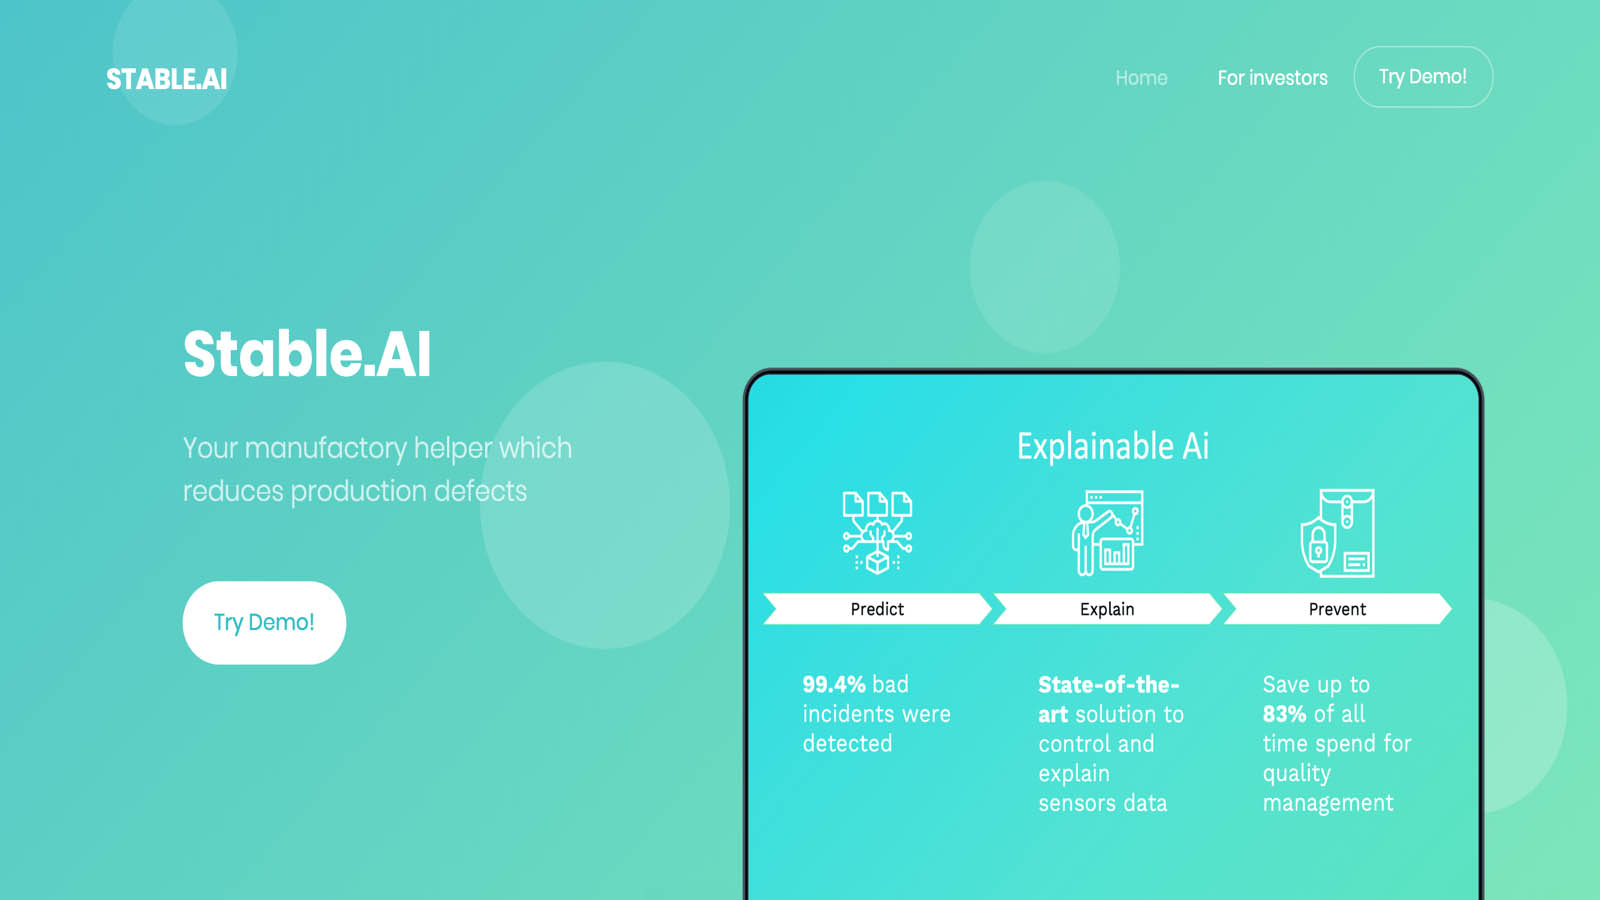 STABLE.AI
Home
For investors
Try Demo!
Stable.AI
Your manufactory helper which
reduces production defects
Try Demo!
Explainable Ai
Predict
Explain
Prevent
99.4% bad
incidents were
detected
State-of-the-
art solution to
control and
explain
sensors data
Save up to
83% of all
time spend for
quality
management